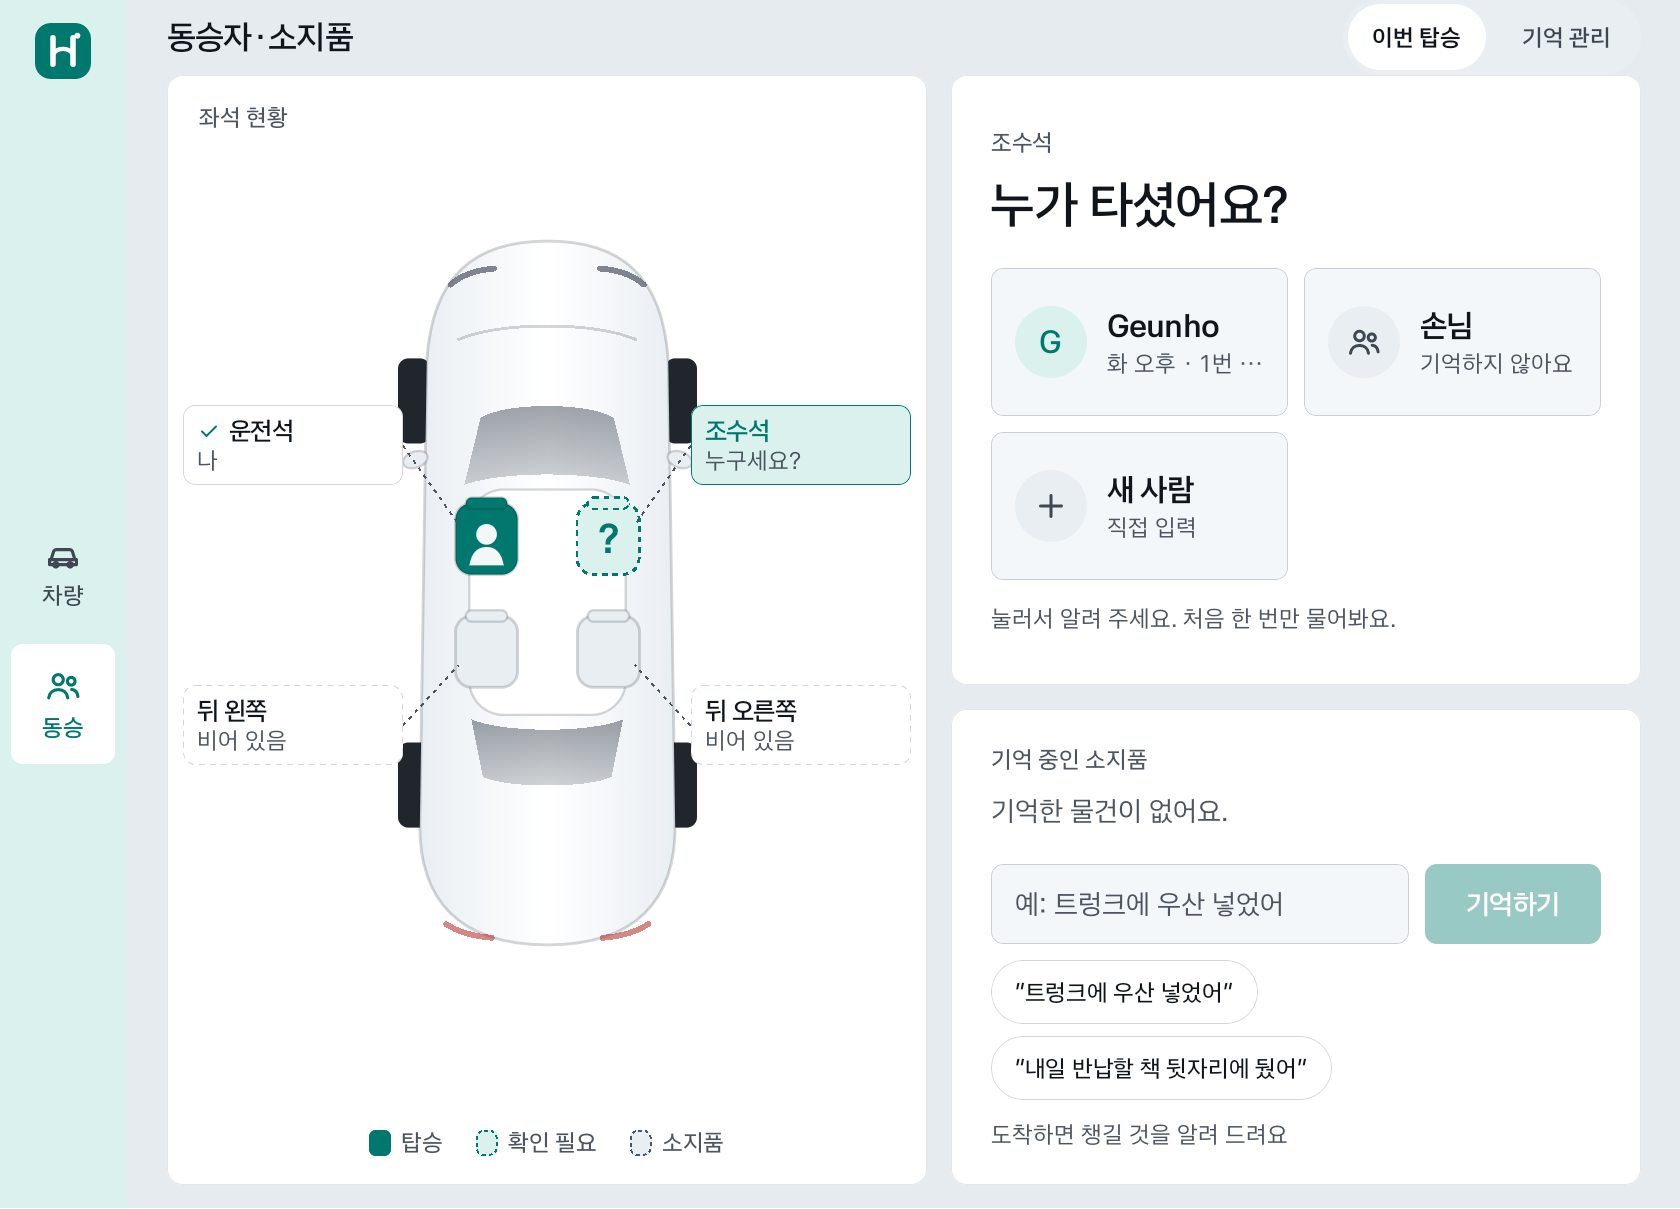 H
동승자 · 소지품
이번 탑승
기억 관리
차량
동승
좌석 현황
운전석
나
조수석
누구세요?
?
뒤 왼쪽
비어 있음
뒤 오른쪽
비어 있음
탑승
확인 필요
소지품
조수석
누가 타셨어요?
G
Geunho
화 오후 · 1번 ···
손님
기억하지 않아요
새 사람
직접 입력
눌러서 알려 주세요. 처음 한 번만 물어봐요.
기억 중인 소지품
기억한 물건이 없어요.
예: 트렁크에 우산 넣었어
기억하기
"트렁크에 우산 넣었어"
"내일 반납할 책 뒷자리에 뒀어"
도착하면 챙길 것을 알려 드려요